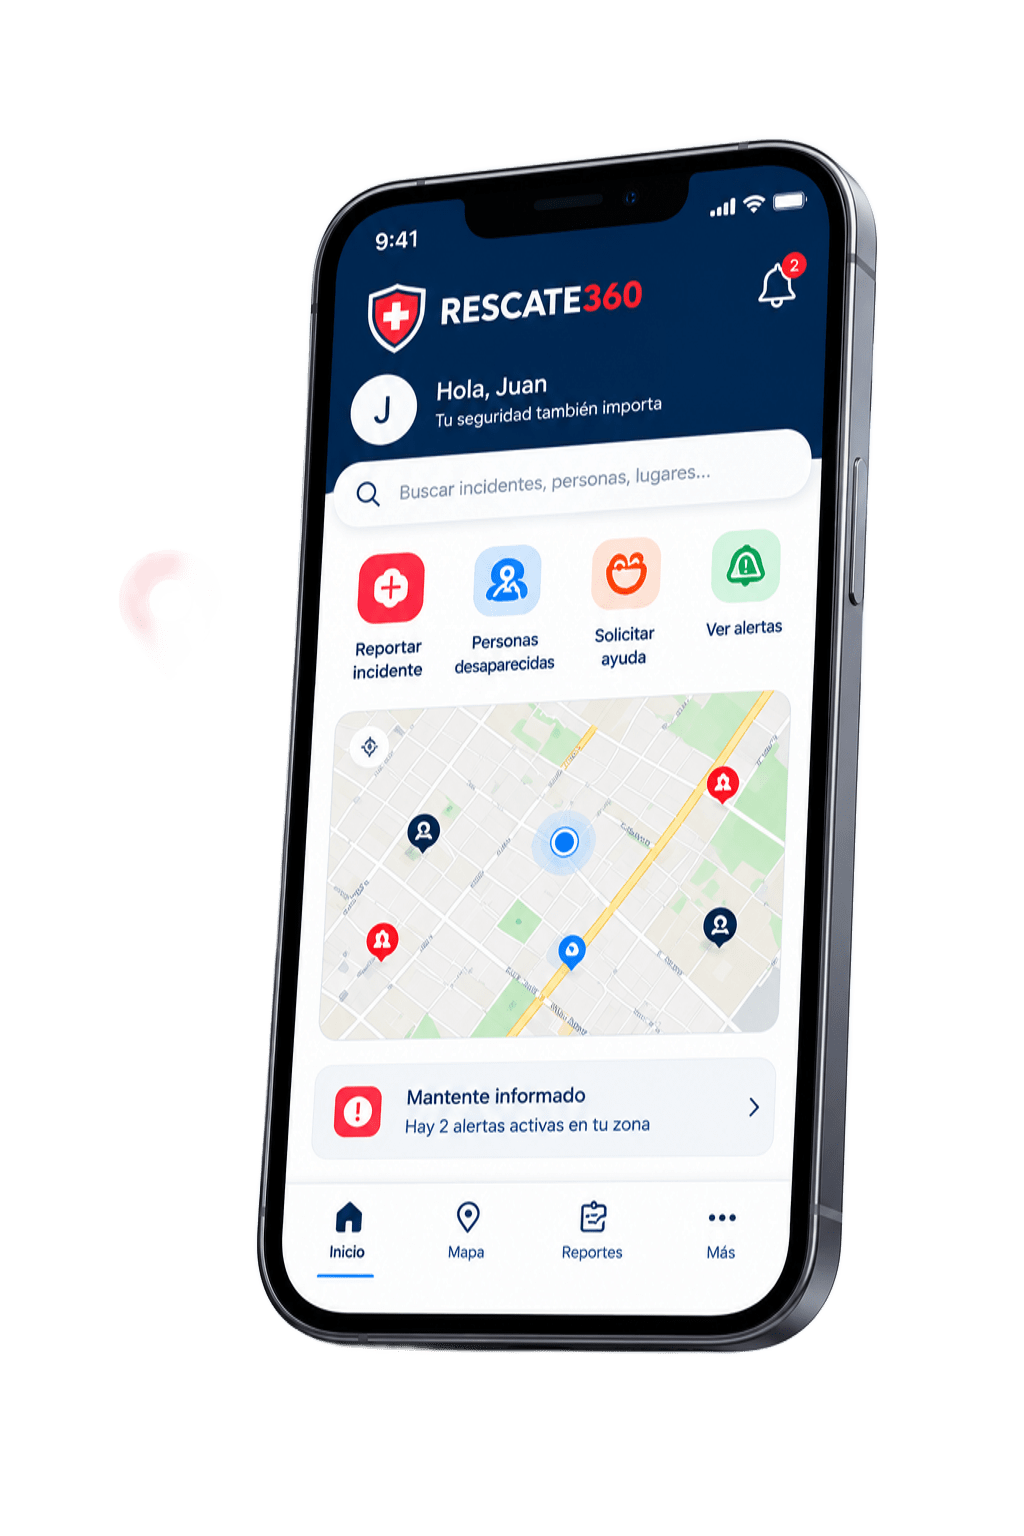 9:41
2
RESCATE360
J
Hola, Juan
Tu seguridad también importa
Buscar incidentes, personas, lugares...
Reportar
incidente
Personas
desaparecidas
Solicitar
ayuda
Ver alertas
Mantente informado
Hay 2 alertas activas en tu zona
Inicio
Mapa
Reportes
Más